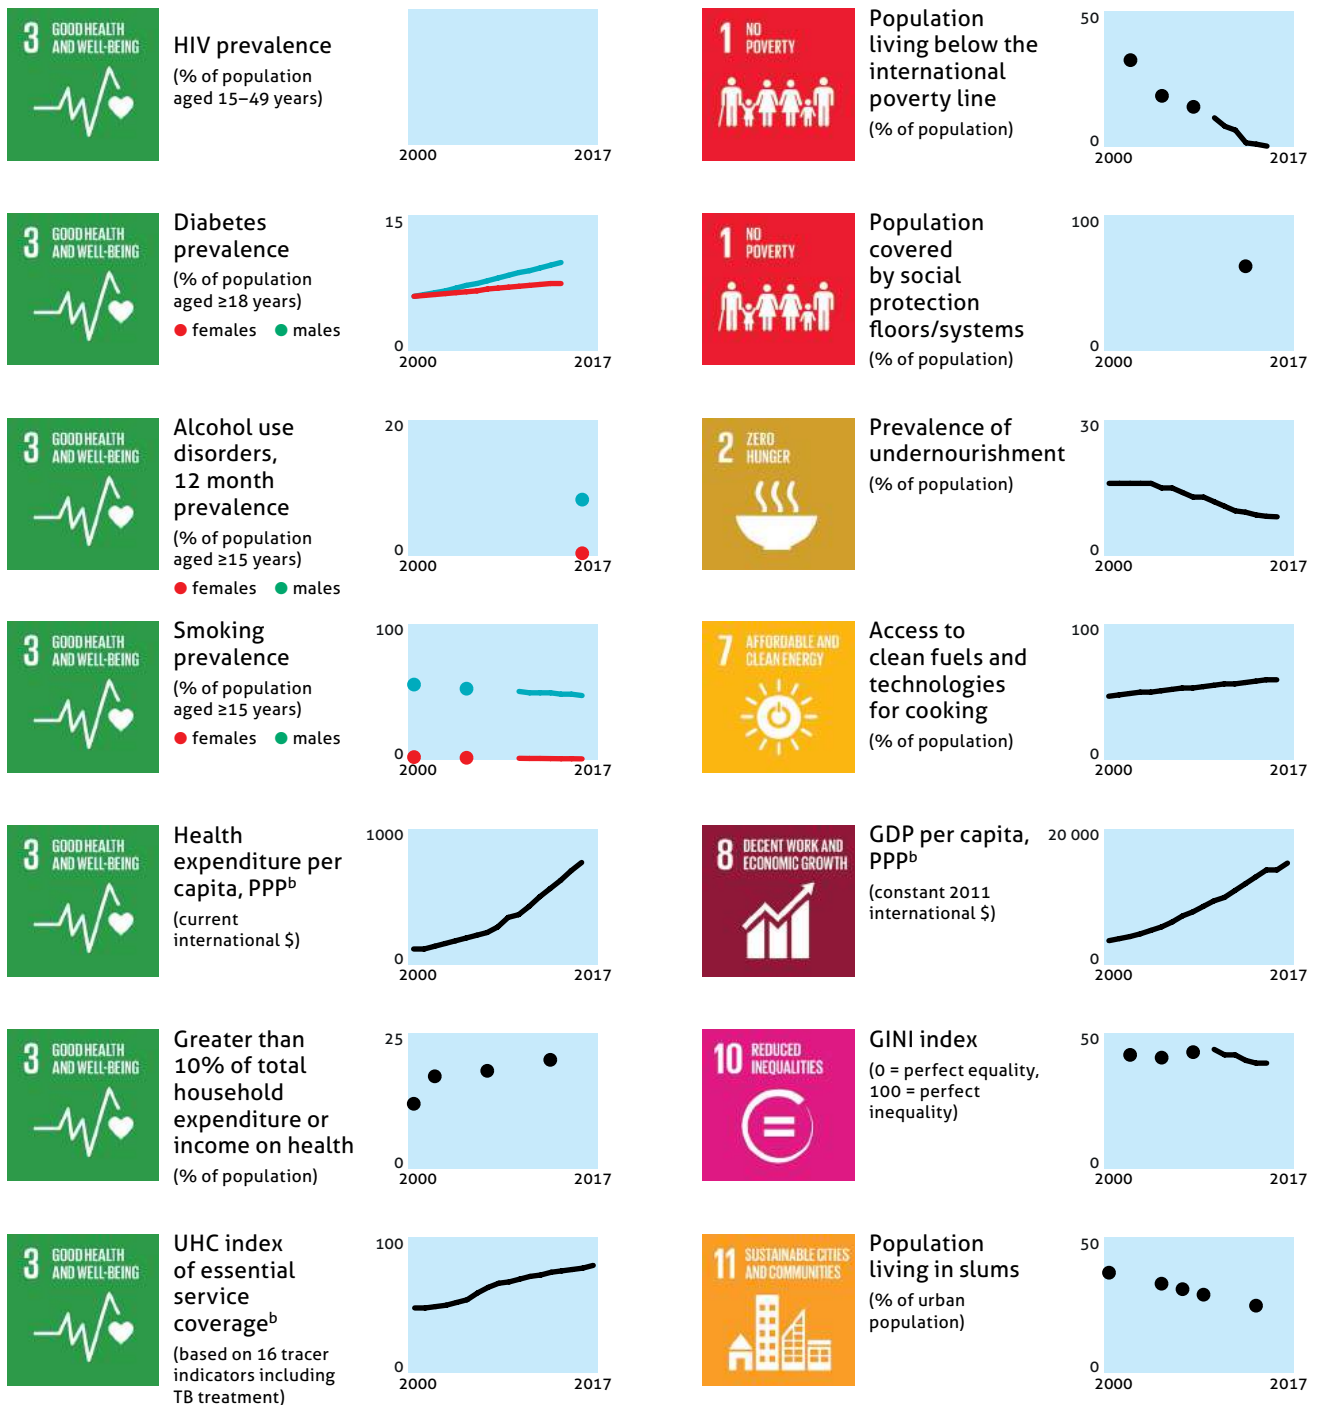 3 GOOD HEALTH
AND WELL-BEING
HIV prevalence
(% of population
aged 15–49 years)
2000 2017
3 GOOD HEALTH
AND WELL-BEING
Diabetes
prevalence
(% of population
aged ≥18 years)
females males
15
0
2000 2017
3 GOOD HEALTH
AND WELL-BEING
Alcohol use
disorders,
12 month
prevalence
(% of population
aged ≥15 years)
females males
20
0
2000 2017
3 GOOD HEALTH
AND WELL-BEING
Smoking
prevalence
(% of population
aged ≥15 years)
females males
100
0
2000 2017
3 GOOD HEALTH
AND WELL-BEING
Health
expenditure per
capita, PPPᵇ
(current
international $)
1000
0
2000 2017
3 GOOD HEALTH
AND WELL-BEING
Greater than
10% of total
household
expenditure or
income on health
(% of population)
25
0
2000 2017
3 GOOD HEALTH
AND WELL-BEING
UHC index
of essential
service
coverageᵇ
(based on 16 tracer
indicators including
TB treatment)
100
0
2000 2017
1 NO
POVERTY
Population
living below the
international
poverty line
(% of population)
50
0
2000 2017
1 NO
POVERTY
Population
covered
by social
protection
floors/systems
(% of population)
100
0
2000 2017
2 ZERO
HUNGER
Prevalence of
undernourishment
(% of population)
30
0
2000 2017
7 AFFORDABLE AND
CLEAN ENERGY
Access to
clean fuels and
technologies
for cooking
(% of population)
100
0
2000 2017
8 DECENT WORK AND
ECONOMIC GROWTH
GDP per capita,
PPPᵇ
(constant 2011
international $)
20 000
0
2000 2017
10 REDUCED
INEQUALITIES
GINI index
(0 = perfect equality,
100 = perfect
inequality)
50
0
2000 2017
11 SUSTAINABLE CITIES
AND COMMUNITIES
Population
living in slums
(% of urban
population)
50
0
2000 2017